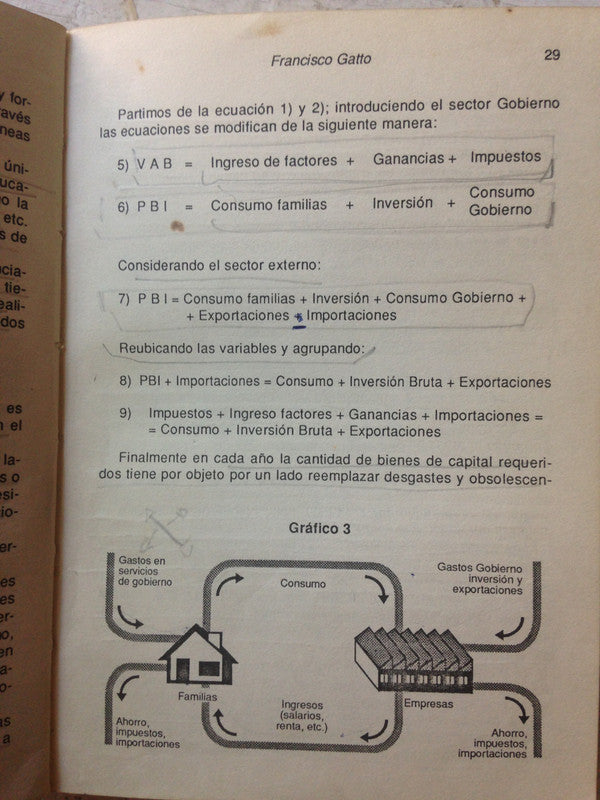 Francisco Gatto
29
Partimos de la ecuación 1) y 2); introduciendo el sector Gobierno
las ecuaciones se modifican de la siguiente manera:
5) V A B = Ingreso de factores + Ganancias + Impuestos
6) P B I = Consumo familias + Inversión + Consumo
Gobierno
Considerando el sector externo:
7) P B I = Consumo familias + Inversión + Consumo Gobierno +
+ Exportaciones + Importaciones
Reubicando las variables y agrupando:
8) PBI + Importaciones = Consumo + Inversión Bruta + Exportaciones
9) Impuestos + Ingreso factores + Ganancias + Importaciones =
= Consumo + Inversión Bruta + Exportaciones
Finalmente en cada año la cantidad de bienes de capital requeri-
dos tiene por objeto por un lado reemplazar desgastes y obsolescen-
Gráfico 3
Gastos en
servicios
de gobierno
Consumo
Gastos Gobierno
inversión y
exportaciones
Familias
Empresas
Ingresos
(salarios,
renta, etc.)
Ahorro,
impuestos,
importaciones
Ahorro,
impuestos,
importaciones